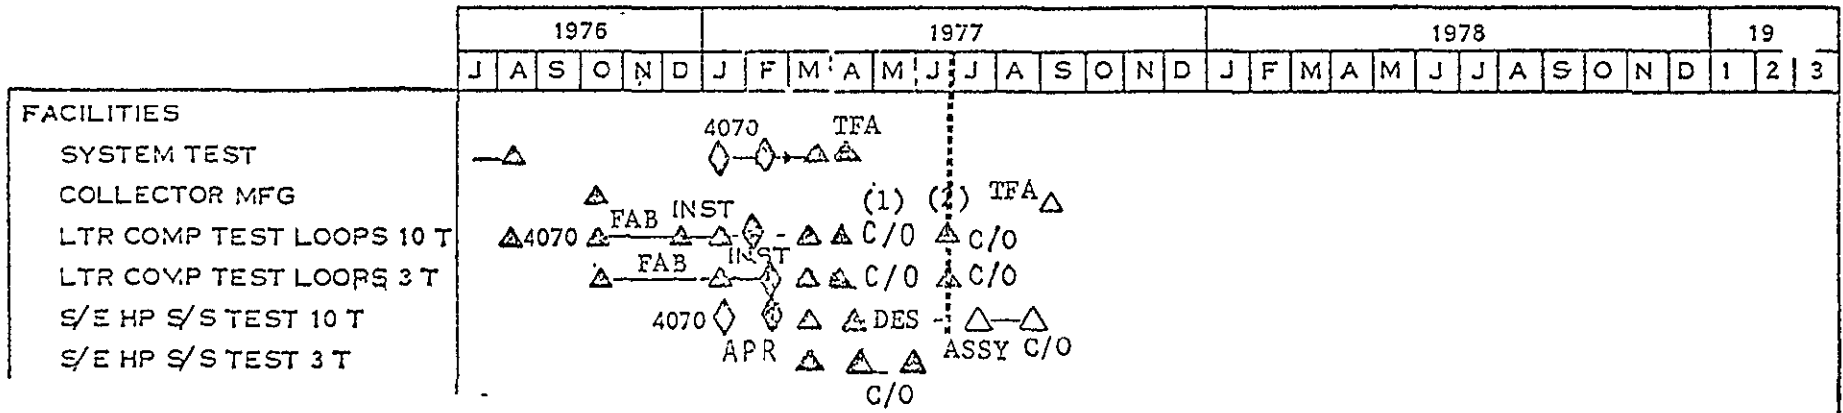 1976 1977 1978 19
J A S O N D J F M A M J J A S O N D J F M A M J J A S O N D 1 2 3
FACILITIES
4070 TFA
SYSTEM TEST
COLLECTOR MFG (1) (2) TFA
FAB INST
LTR COMP TEST LOOPS 10 T 4070 C/O C/O
FAB INST
LTR COMP TEST LOOPS 3 T C/O C/O
S/E HP S/S TEST 10 T 4070 DES
APR ASSY C/O
S/E HP S/S TEST 3 T
C/O